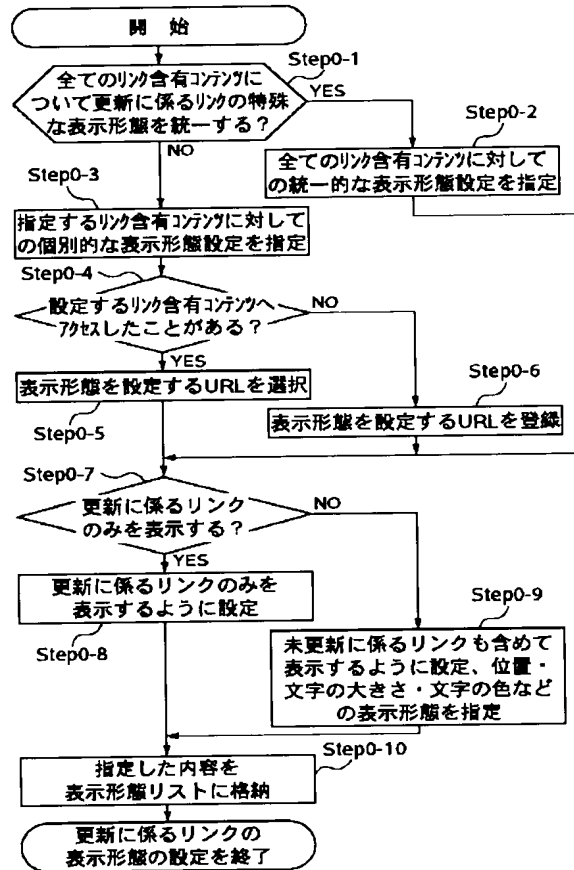 開 始
Step0-1
全てのリンク含有コンテンツに
ついて更新に係るリンクの特殊
な表示形態を統一する?
YES
NO
Step0-2
全てのリンク含有コンテンツに対して
の統一的な表示形態設定を指定
Step0-3
指定するリンク含有コンテンツに対して
の個別的な表示形態設定を指定
Step0-4
設定するリンク含有コンテンツへ
アクセスしたことがある?
NO
YES
表示形態を設定するURLを選択
Step0-5
Step0-6
表示形態を設定するURLを登録
Step0-7
更新に係るリンク
のみを表示する?
NO
YES
更新に係るリンクのみを
表示するように設定
Step0-8
Step0-9
未更新に係るリンクも含めて
表示するように設定、位置・
文字の大きさ・文字の色など
の表示形態を指定
Step0-10
指定した内容を
表示形態リストに格納
更新に係るリンクの
表示形態の設定を終了